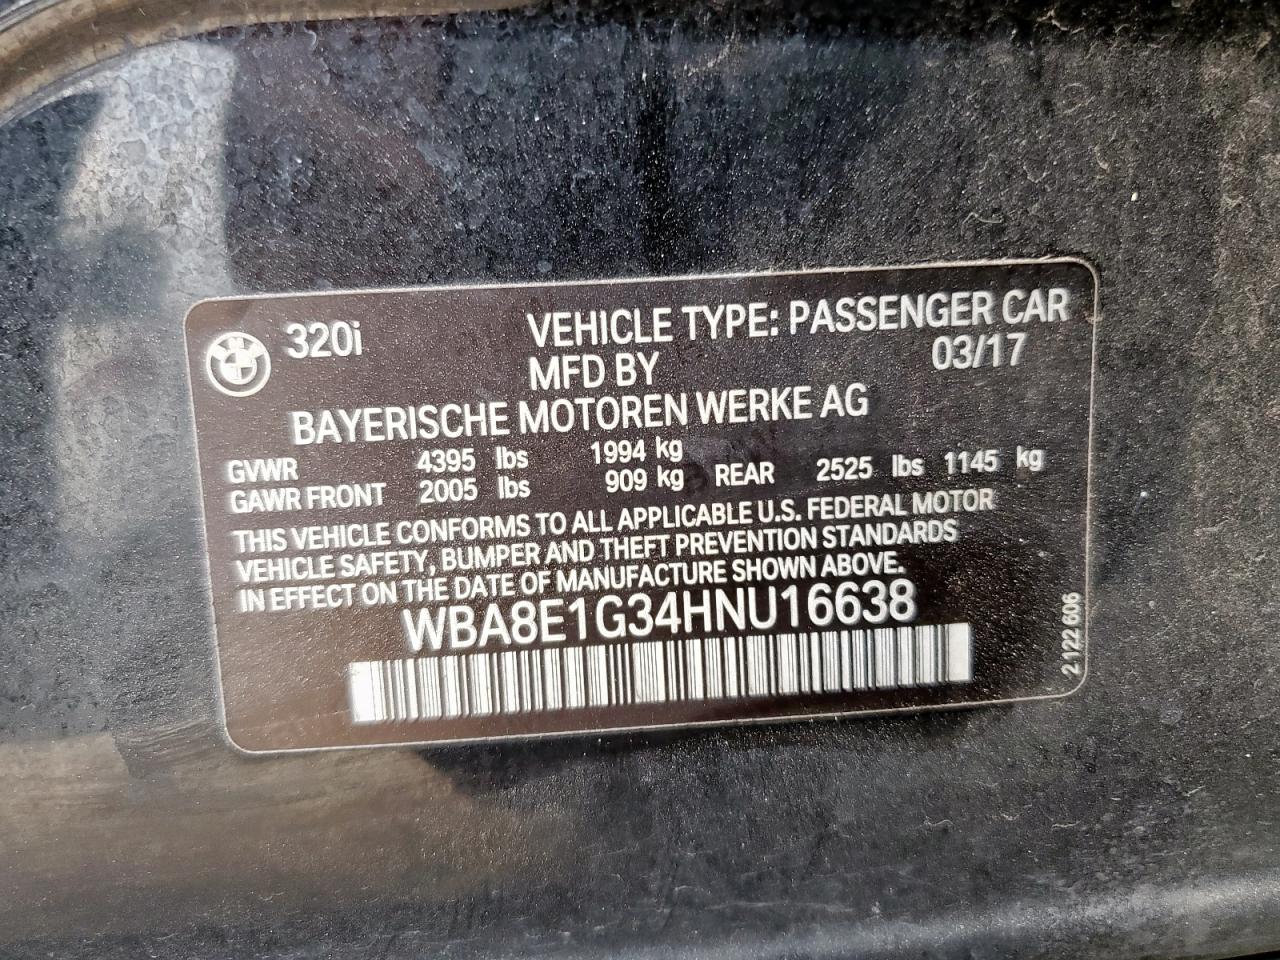 320i VEHICLE TYPE: PASSENGER CAR
MFD BY 03/17
BAYERISCHE MOTOREN WERKE AG
GVWR 4395 lbs 1994 kg
GAWR FRONT 2005 lbs 909 kg REAR 2525 lbs 1145 kg
THIS VEHICLE CONFORMS TO ALL APPLICABLE U.S. FEDERAL MOTOR
VEHICLE SAFETY, BUMPER AND THEFT PREVENTION STANDARDS
IN EFFECT ON THE DATE OF MANUFACTURE SHOWN ABOVE.
WBA8E1G34HNU16638
2 122 606